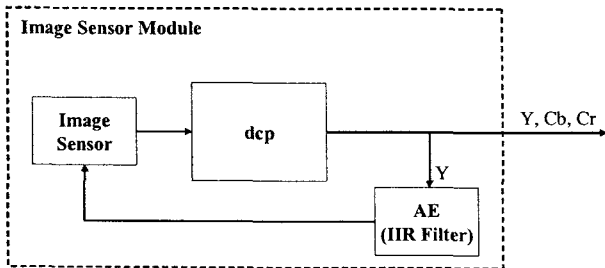 Image Sensor Module
Image
Sensor
dcp
Y, Cb, Cr
Y
AE
(IIR Filter)